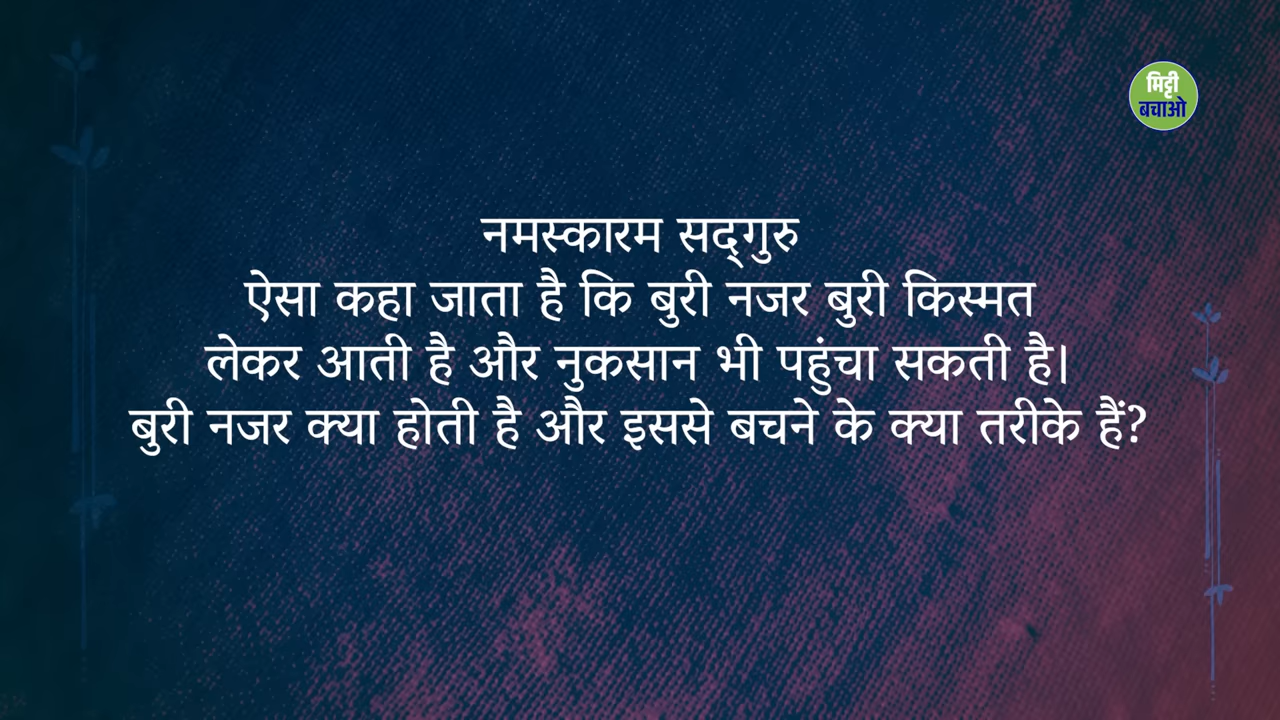 मिट्टी
बचाओ
नमस्कारम सद्गुरु
ऐसा कहा जाता है कि बुरी नजर बुरी किस्मत
लेकर आती है और नुकसान भी पहुंचा सकती है।
बुरी नजर क्या होती है और इससे बचने के क्या तरीके हैं?